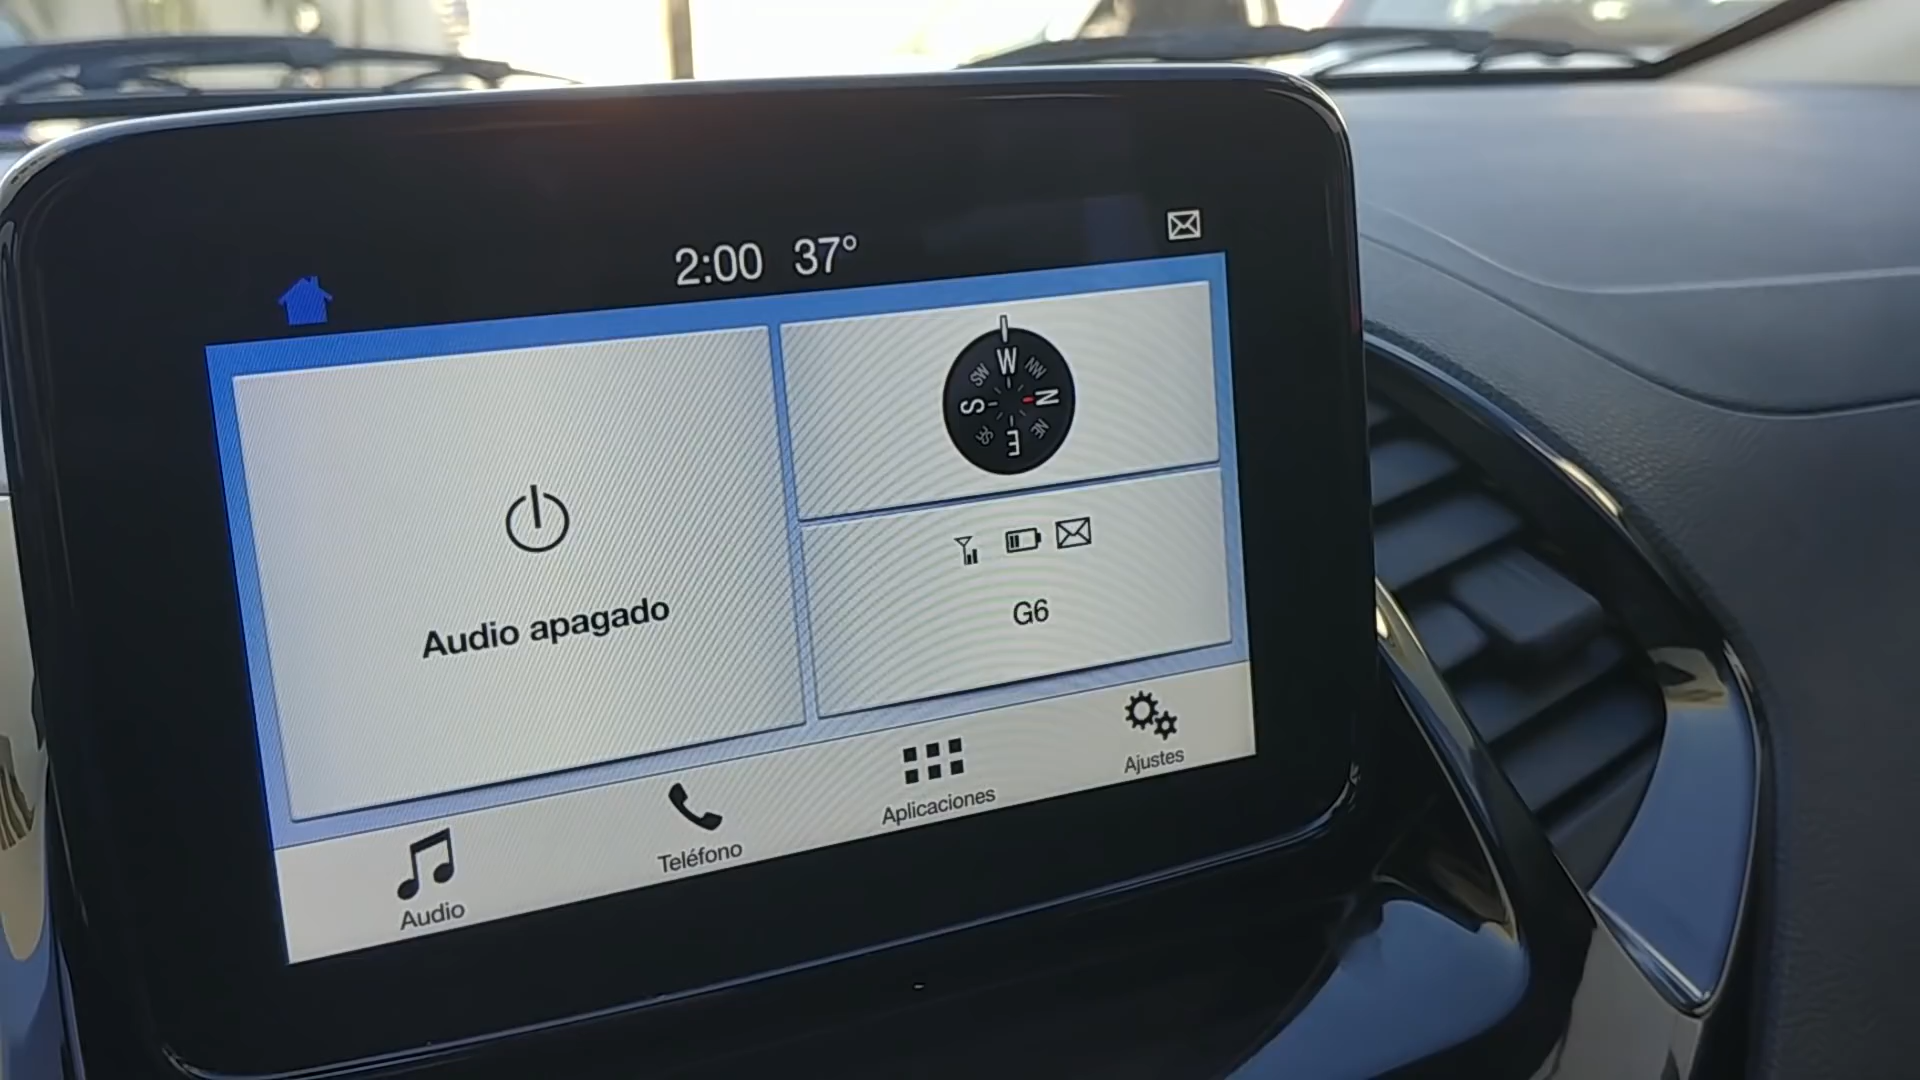 2:00 37°
Audio apagado
W
NW
N
NE
E
SE
S
SW
G6
Audio
Teléfono
Aplicaciones
Ajustes